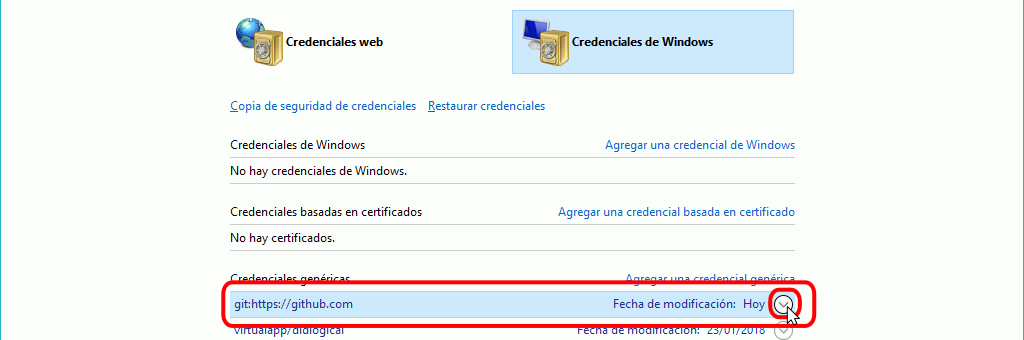 Credenciales web
Credenciales de Windows
Copia de seguridad de credenciales Restaurar credenciales
Credenciales de Windows Agregar una credencial de Windows
No hay credenciales de Windows.
Credenciales basadas en certificados Agregar una credencial basada en certificado
No hay certificados.
Credenciales genéricas Agregar una credencial genérica
git:https://github.com Fecha de modificación: Hoy
virtualapp/didlogical Fecha de modificación: 23/01/2018